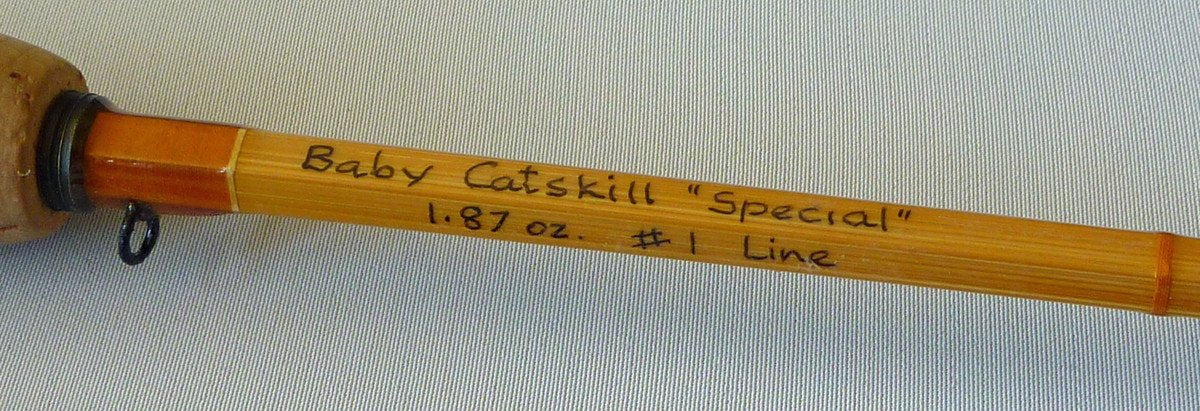 Baby Catskill "Special"
1.87 oz. #1 Line